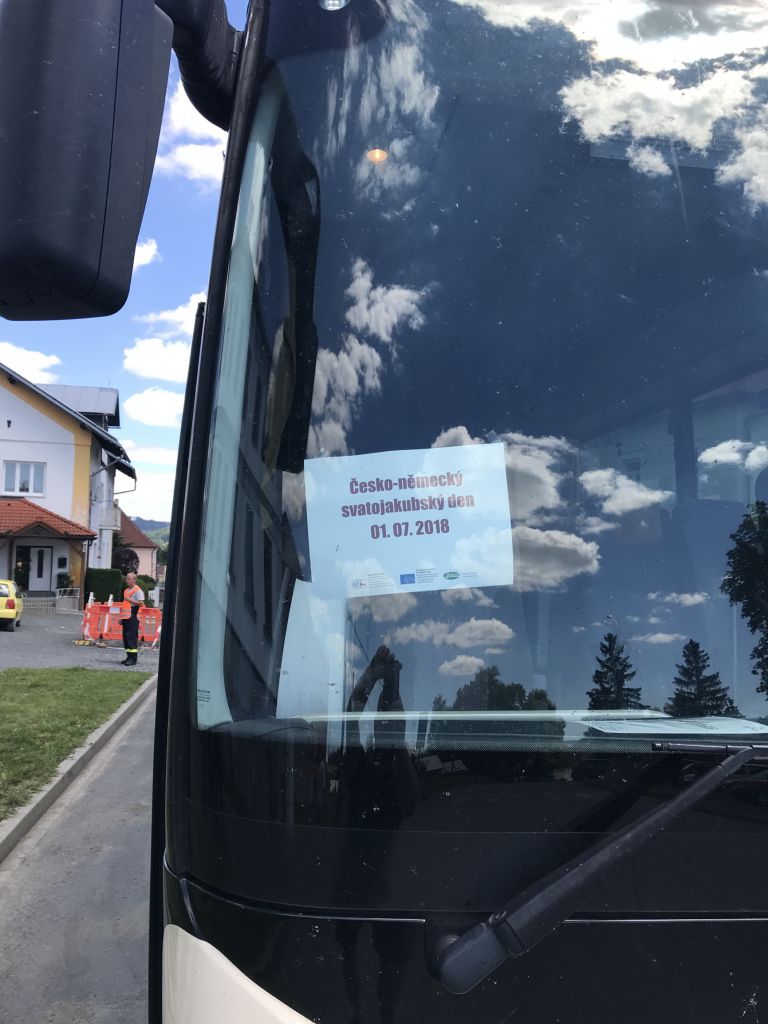 Česko-německý
svatojakubský den
01. 07. 2018